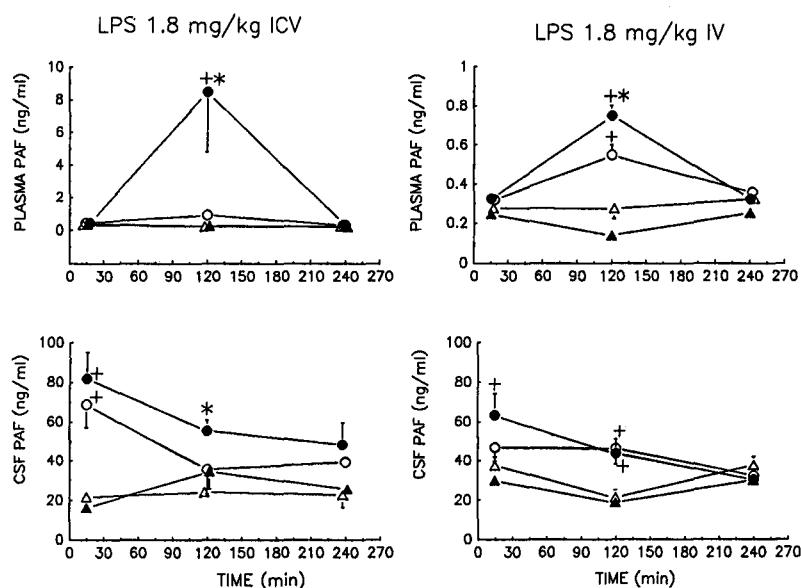 LPS 1.8 mg/kg ICV
LPS 1.8 mg/kg IV
PLASMA PAF (ng/ml)
10
8
6
4
2
0
+*
0 30 60 90 120 150 180 210 240 270
PLASMA PAF (ng/ml)
1
0.8
0.6
0.4
0.2
0
+*
+
0 30 60 90 120 150 180 210 240 270
CSF PAF (ng/ml)
100
80
60
40
20
0
+
+
*
0 30 60 90 120 150 180 210 240 270
TIME (min)
CSF PAF (ng/ml)
100
80
60
40
20
0
+
+
+
0 30 60 90 120 150 180 210 240 270
TIME (min)